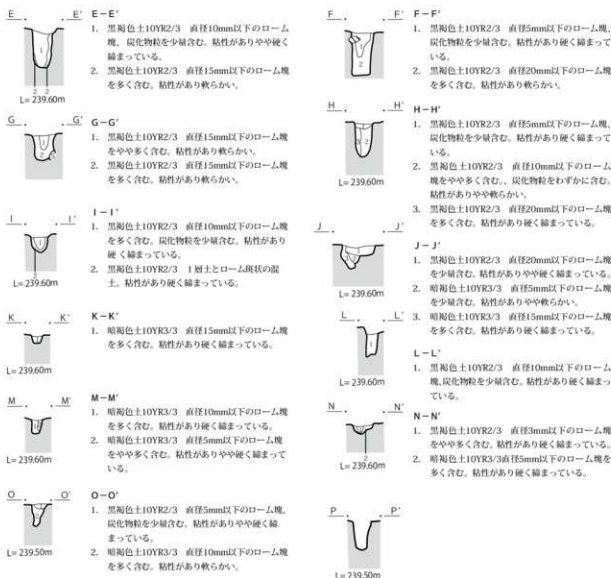 E E'
1
2 2
L= 239.60m
E－E'
1. 黒褐色土10YR2/3 直径10mm以下のローム
塊、炭化物粒を少量含む。粘性がありやや硬く
締まっている。
2. 黒褐色土10YR2/3 直径15mm以下のローム塊
を多く含む。粘性があり軟らかい。
G G'
1
2
L= 239.60m
G－G'
1. 黒褐色土10YR2/3 直径15mm以下のローム塊
をやや多く含む。粘性があり軟らかい。
2. 黒褐色土10YR2/3 直径15mm以下のローム塊
を多く含む。粘性があり軟らかい。
I I'
1
2
L= 239.60m
I－I'
1. 黒褐色土10YR2/3 直径10mm以下のローム塊
を多く含む。炭化物粒を少量含む。粘性があり
硬く締まっている。
2. 黒褐色土10YR2/3 1層土とローム斑状の混
土。粘性があり硬く締まっている。
K K'
1
L= 239.60m
K－K'
1. 暗褐色土10YR3/3 直径15mm以下のローム塊
を多く含む。粘性があり硬く締まっている。
M M'
1
L= 239.60m
M－M'
1. 暗褐色土10YR3/3 直径10mm以下のローム塊
を多く含む。粘性があり硬く締まっている。
2. 暗褐色土10YR3/3 直径5mm以下のローム塊
をやや多く含む。粘性がありやや硬く締まって
いる。
O O'
L= 239.50m
O－O'
1. 黒褐色土10YR2/3 直径5mm以下のローム塊、
炭化物粒を少量含む。粘性がありやや硬く締
まっている。
2. 暗褐色土10YR3/3 直径10mm以下のローム塊
を多く含む。粘性があり軟らかい。
F F'
1
2
L= 239.60m
F－F'
1. 黒褐色土10YR2/3 直径5mm以下のローム塊、
炭化物粒を少量含む。粘性があり硬く締まって
いる。
2. 黒褐色土10YR2/3 直径20mm以下のローム塊
を多く含む。粘性があり軟らかい。
H H'
3 2
L= 239.60m
H－H'
1. 黒褐色土10YR2/3 直径5mm以下のローム塊、
炭化物粒を少量含む。粘性があり硬く締まって
いる。
2. 黒褐色土10YR2/3 直径10mm以下のローム
塊をやや多く含む。、炭化物粒をわずかに含む。
粘性がありやや軟らかい。
3. 黒褐色土10YR2/3 直径20mm以下のローム塊
を多く含む。粘性があり硬く締まっている。
J J'
L= 239.60m
J－J'
1. 黒褐色土10YR2/3 直径20mm以下のローム塊
を少量含む。粘性がありやや硬く締まっている。
2. 暗褐色土10YR3/3 直径5mm以下のローム塊
を少量含む。粘性がありやや軟らかい。
3. 暗褐色土10YR3/3 直径15mm以下のローム塊
を多く含む。粘性があり硬く締まっている。
L L'
1
L= 239.60m
L－L'
1. 黒褐色土10YR2/3 直径10mm以下のローム
塊、炭化物粒を少量含む。粘性があり硬く締まっ
ている。
N N'
2
L= 239.60m
N－N'
1. 黒褐色土10YR2/3 直径3mm以下のローム塊
をやや多く含む。粘性があり硬く締まっている。
2. 暗褐色土10YR3/3直径5mm以下のローム塊を
多く含む。粘性があり硬く締まっている。
P P'
L= 239.50m